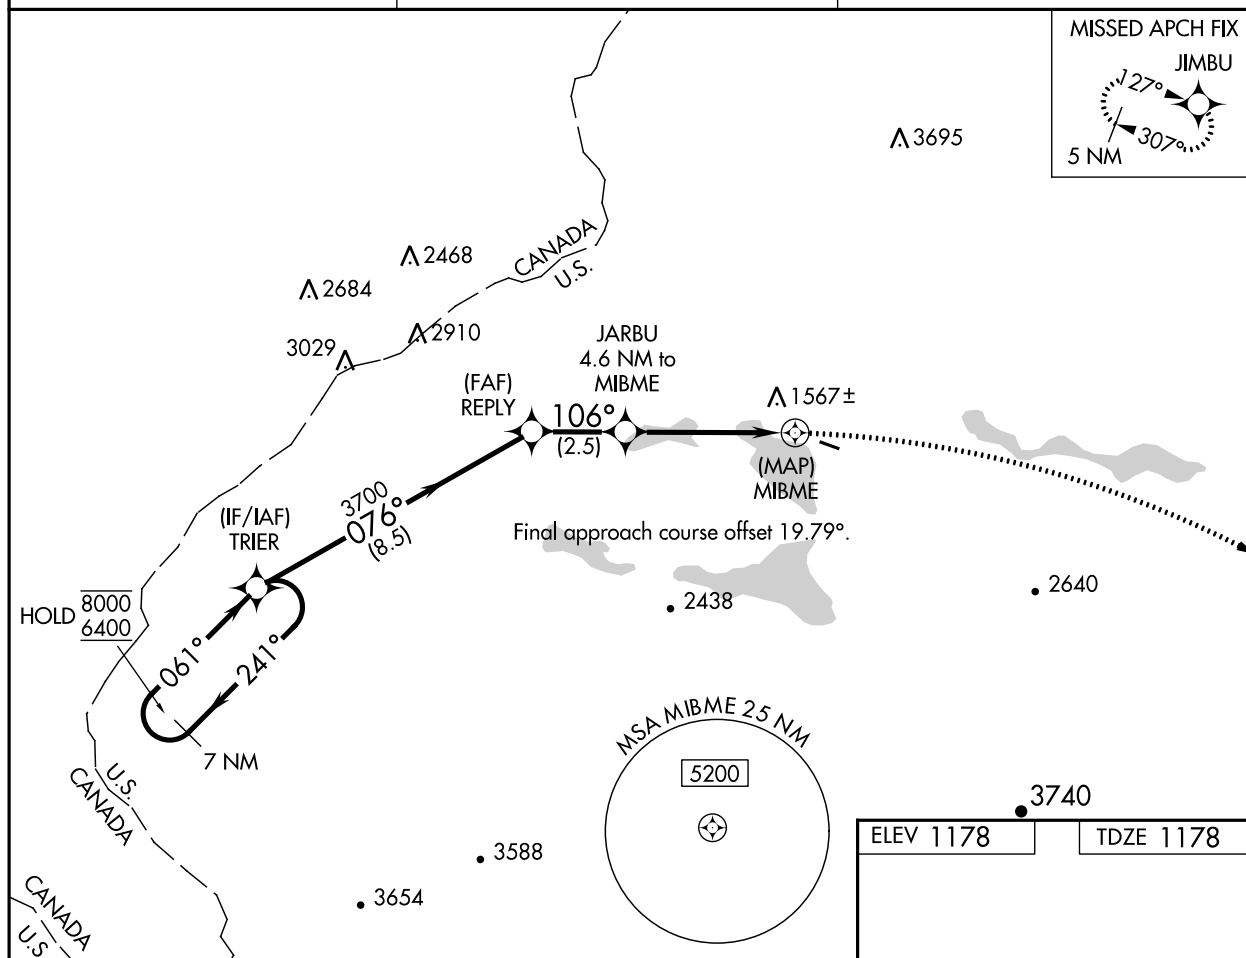 MISSED APCH FIX
JIMBU
127°
307°
5 NM
3695
CANADA
U.S.
2468
2684
2910
3029
JARBU
4.6 NM to
MIBME
(FAF)
REPLY
106°
(2.5)
1567±
(MAP)
MIBME
3700
076°
(8.5)
(IF/IAF)
TRIER
Final approach course offset 19.79°.
HOLD
8000
6400
061°
241°
7 NM
2438
2640
MSA MIBME 25 NM
5200
U.S.
CANADA
3740
ELEV 1178
TDZE 1178
3588
3654
CANADA
U.S